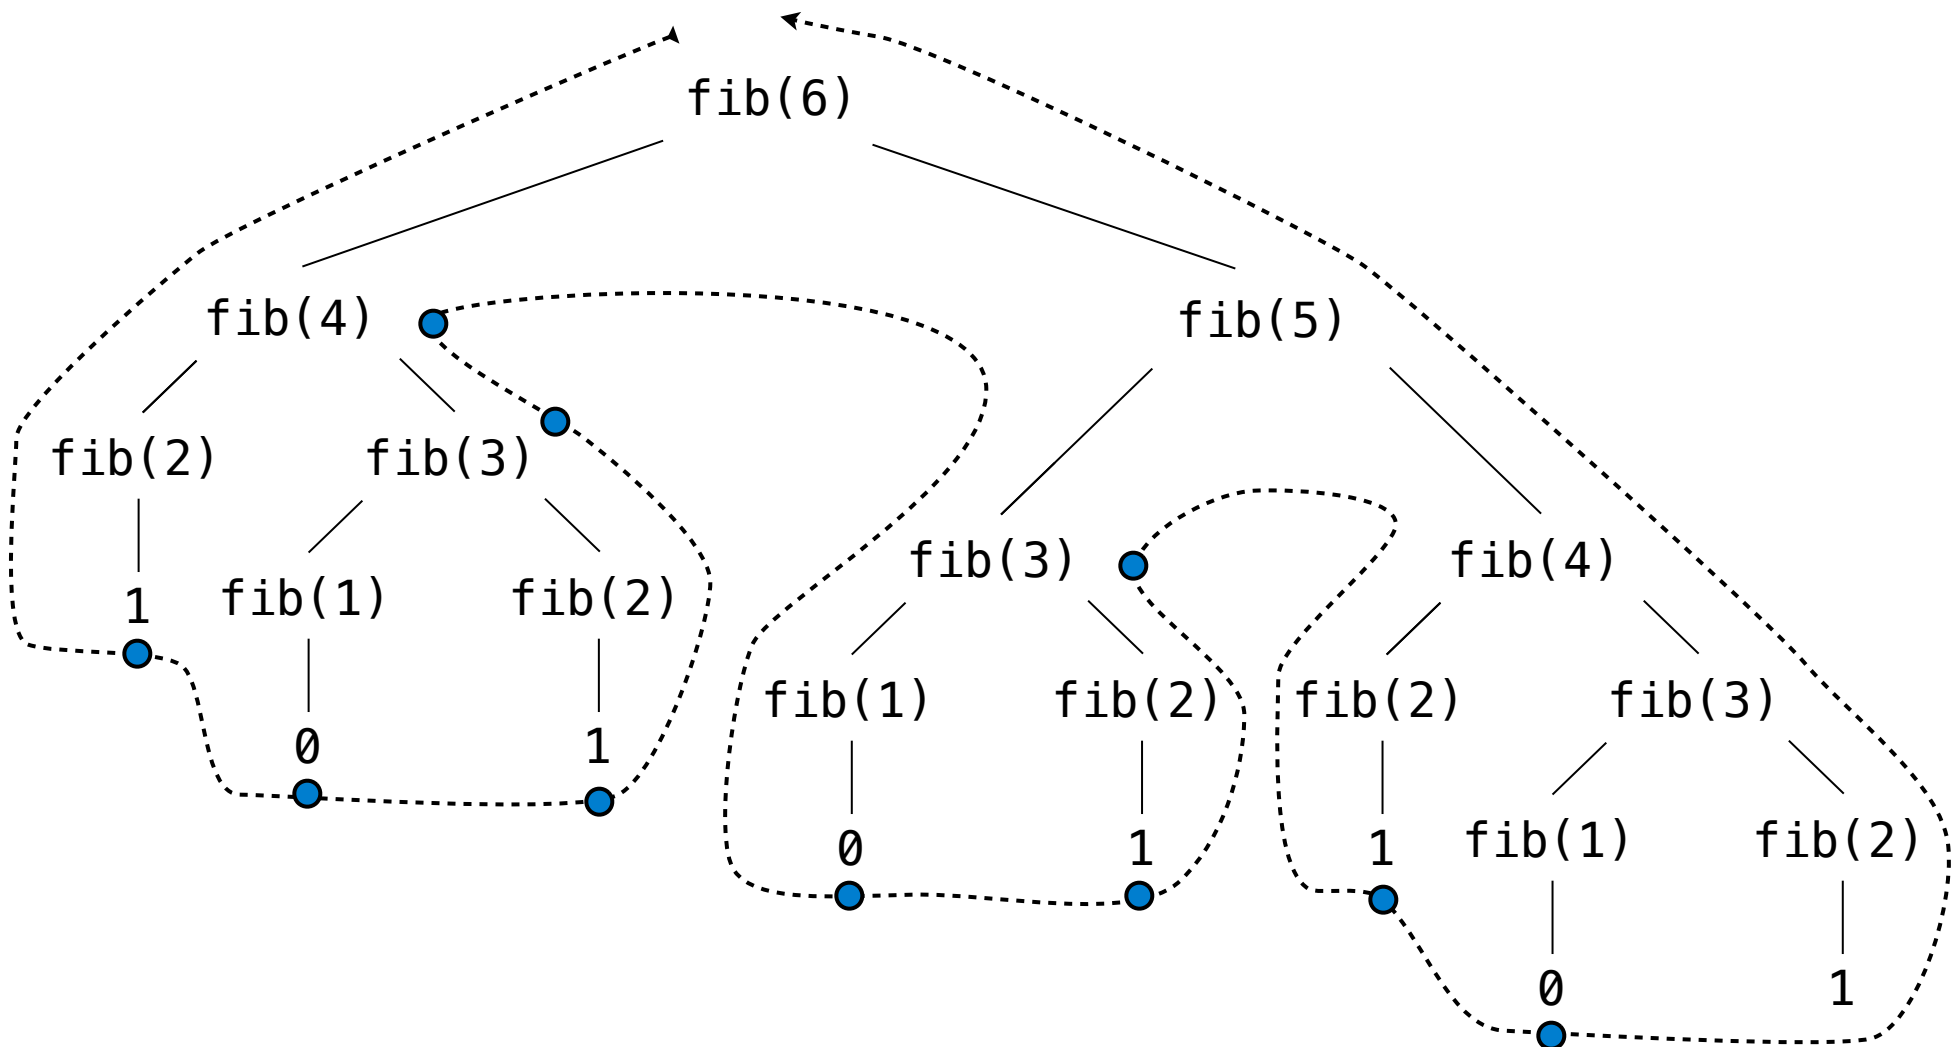 fib(6)
fib(4) fib(5)
fib(2) fib(3)
fib(3) fib(4)
1 fib(1) fib(2)
fib(1) fib(2) fib(2) fib(3)
0 1
0 1 1 fib(1) fib(2)
0 1